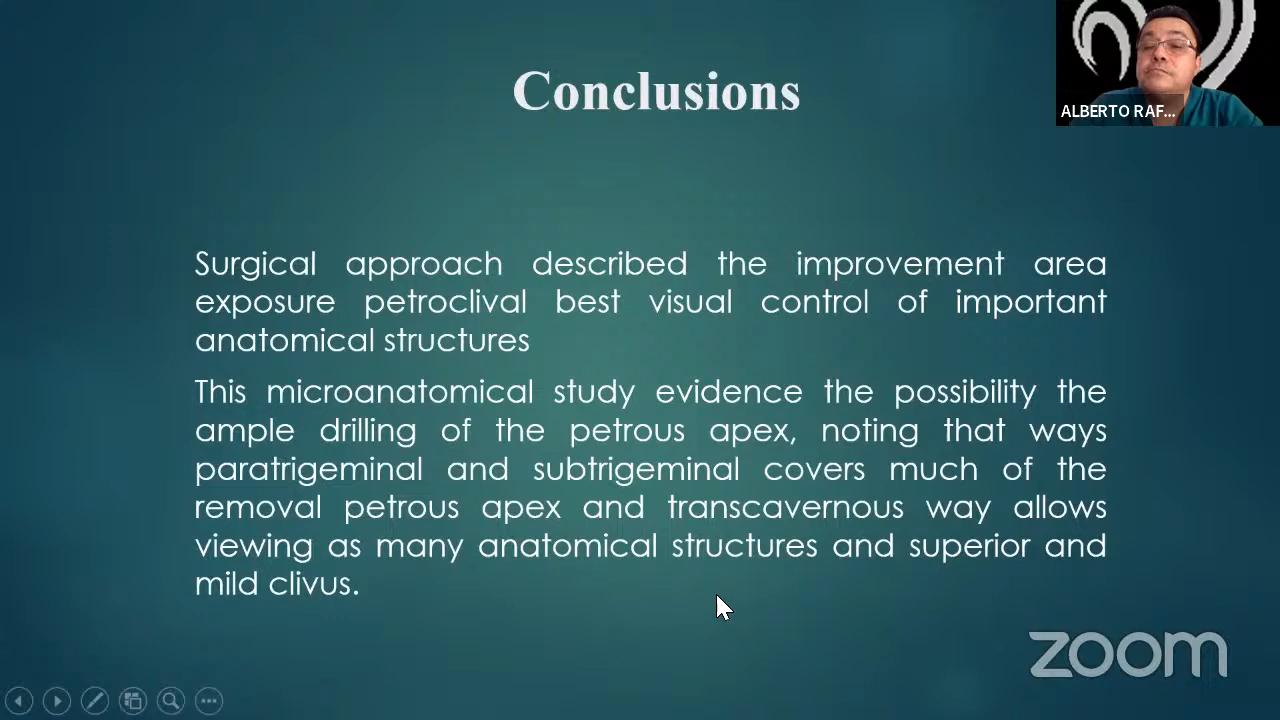 Conclusions
ALBERTO RAF...
Surgical approach described the improvement area
exposure petroclival best visual control of important
anatomical structures
This microanatomical study evidence the possibility the
ample drilling of the petrous apex, noting that ways
paratrigeminal and subtrigeminal covers much of the
removal petrous apex and transcavernous way allows
viewing as many anatomical structures and superior and
mild clivus.
zoom